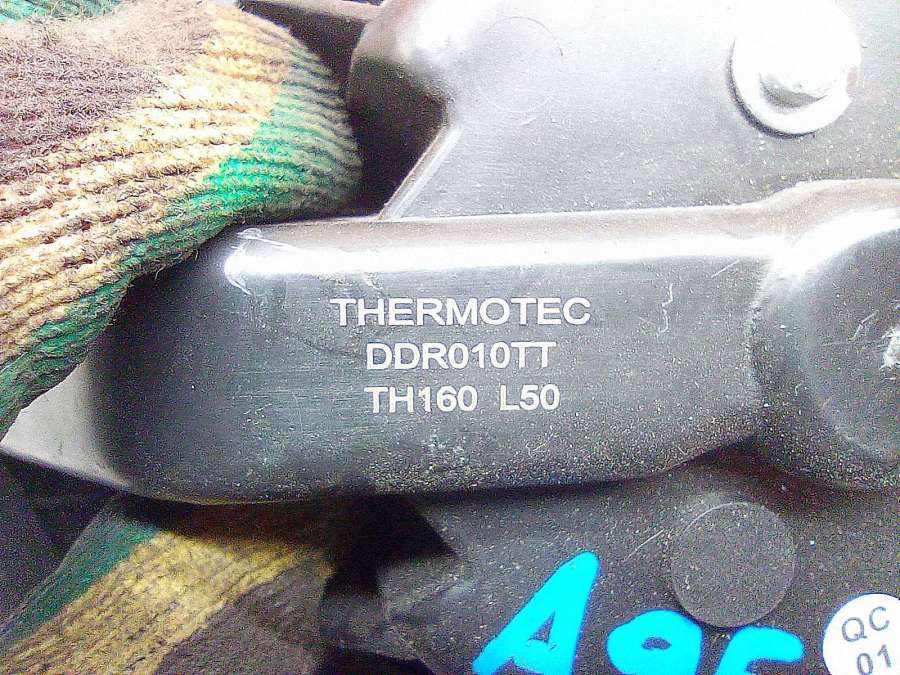 THERMOTEC
DDR010TT
TH160 L50
QC
01